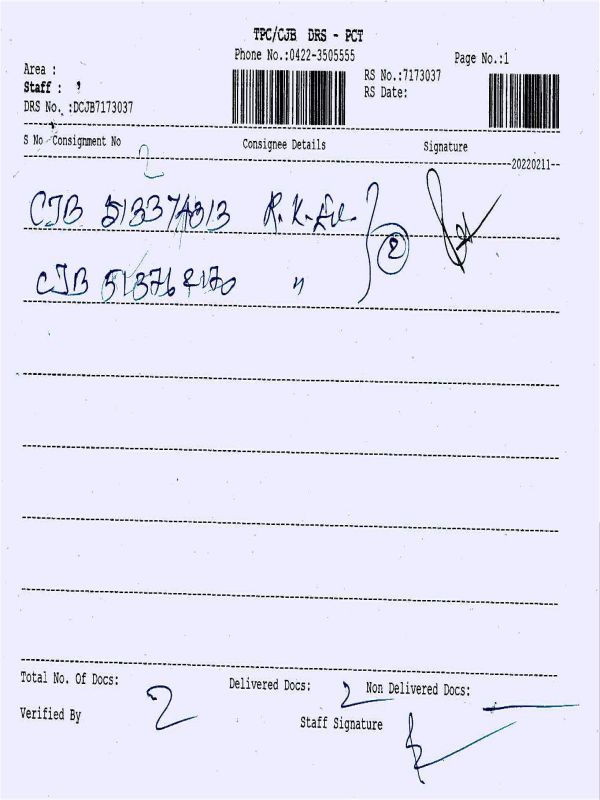 TPC/CJB DRS - PCT
Phone No.:0422-3505555
Page No.:1
Area :
RS No.:7173037
Staff :
RS Date:
DRS No. :DCJB7173037
S No Consignment No Consignee Details Signature
2
20220211
CJB 513374313 R.K.
2
CJB 513762170 "
Total No. Of Docs: 2 Delivered Docs: 2 Non Delivered Docs: —
Verified By Staff Signature